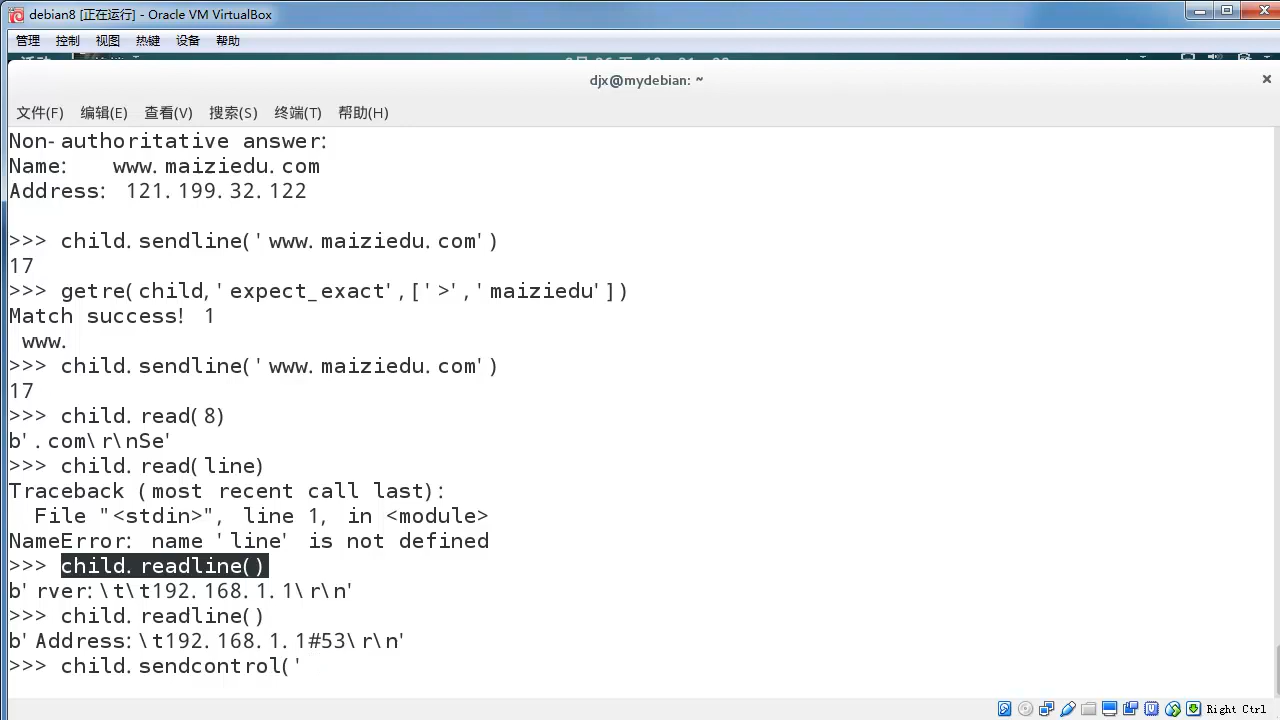 debian8 [正在运行] - Oracle VM VirtualBox
管理 控制 视图 热键 设备 帮助
djx@mydebian: ~
文件(F) 编辑(E) 查看(V) 搜索(S) 终端(T) 帮助(H)
Non-authoritative answer:
Name:   www.maiziedu.com
Address: 121.199.32.122
>>> child.sendline('www.maiziedu.com')
17
>>> getre(child,'expect_exact',['>','maiziedu'])
Match success! 1
 www.
>>> child.sendline('www.maiziedu.com')
17
>>> child.read(8)
b'.com\r\nSe'
>>> child.read(line)
Traceback (most recent call last):
  File "<stdin>", line 1, in <module>
NameError: name 'line' is not defined
>>> child.readline()
b'rver:\t\t192.168.1.1\r\n'
>>> child.readline()
b'Address:\t192.168.1.1#53\r\n'
>>> child.sendcontrol('
Right Ctrl